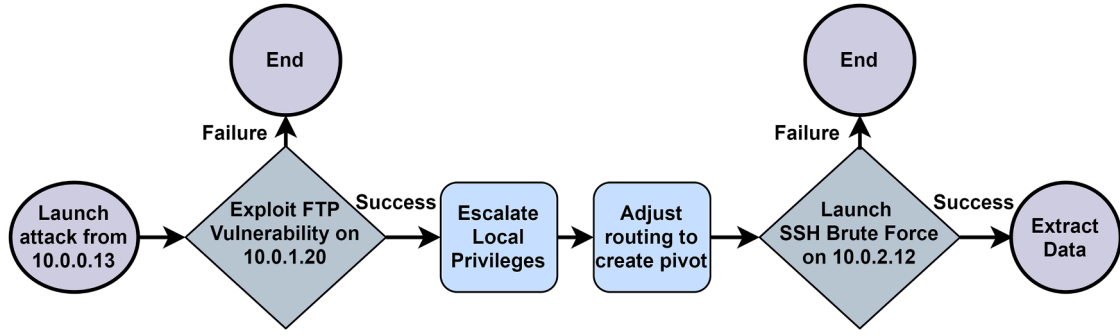 End
End
Failure
Failure
Launch
attack from
10.0.0.13
Exploit FTP
Vulnerability on
10.0.1.20
Success
Escalate
Local
Privileges
Adjust
routing to
create pivot
Launch
SSH Brute Force
on 10.0.2.12
Success
Extract
Data